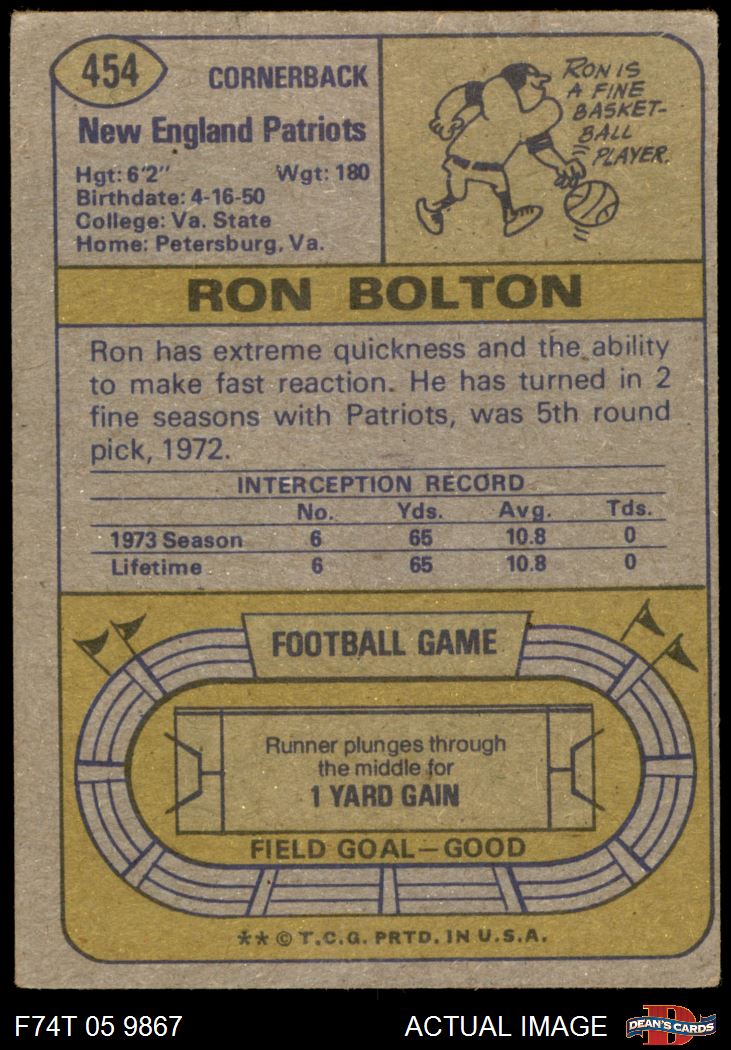 454
CORNERBACK
New England Patriots
Hgt: 6'2" Wgt: 180
Birthdate: 4-16-50
College: Va. State
Home: Petersburg, Va.
RON IS
A FINE
BASKET-
BALL
PLAYER.
RON BOLTON
Ron has extreme quickness and the ability
to make fast reaction. He has turned in 2
fine seasons with Patriots, was 5th round
pick, 1972.
INTERCEPTION RECORD
No. Yds. Avg. Tds.
1973 Season 6 65 10.8 0
Lifetime 6 65 10.8 0
FOOTBALL GAME
Runner plunges through
the middle for
1 YARD GAIN
FIELD GOAL—GOOD
** © T.C.G. PRTD. IN U.S.A.
F74T 05 9867 ACTUAL IMAGE
DEAN'S CARDS